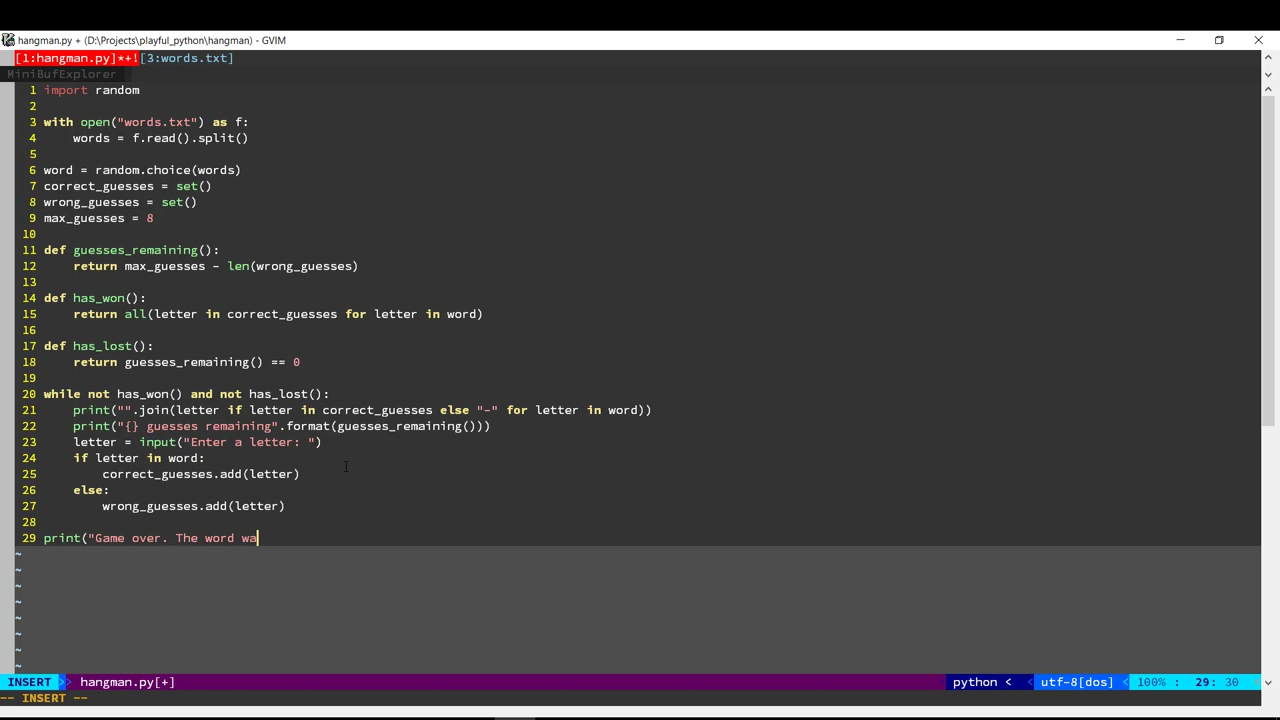 hangman.py + (D:\Projects\playful_python\hangman) - GVIM
[1:hangman.py]*+![3:words.txt]
MiniBufExplorer
1 import random
2
3 with open("words.txt") as f:
4     words = f.read().split()
5
6 word = random.choice(words)
7 correct_guesses = set()
8 wrong_guesses = set()
9 max_guesses = 8
10
11 def guesses_remaining():
12     return max_guesses - len(wrong_guesses)
13
14 def has_won():
15     return all(letter in correct_guesses for letter in word)
16
17 def has_lost():
18     return guesses_remaining() == 0
19
20 while not has_won() and not has_lost():
21     print("".join(letter if letter in correct_guesses else "-" for letter in word))
22     print("{} guesses remaining".format(guesses_remaining()))
23     letter = input("Enter a letter: ")
24     if letter in word:
25         correct_guesses.add(letter)
26     else:
27         wrong_guesses.add(letter)
28
29 print("Game over. The word wa
~
~
~
~
~
~
~
~
INSERT >> hangman.py[+] python < < utf-8[dos] < 100% : 29: 30
-- INSERT --